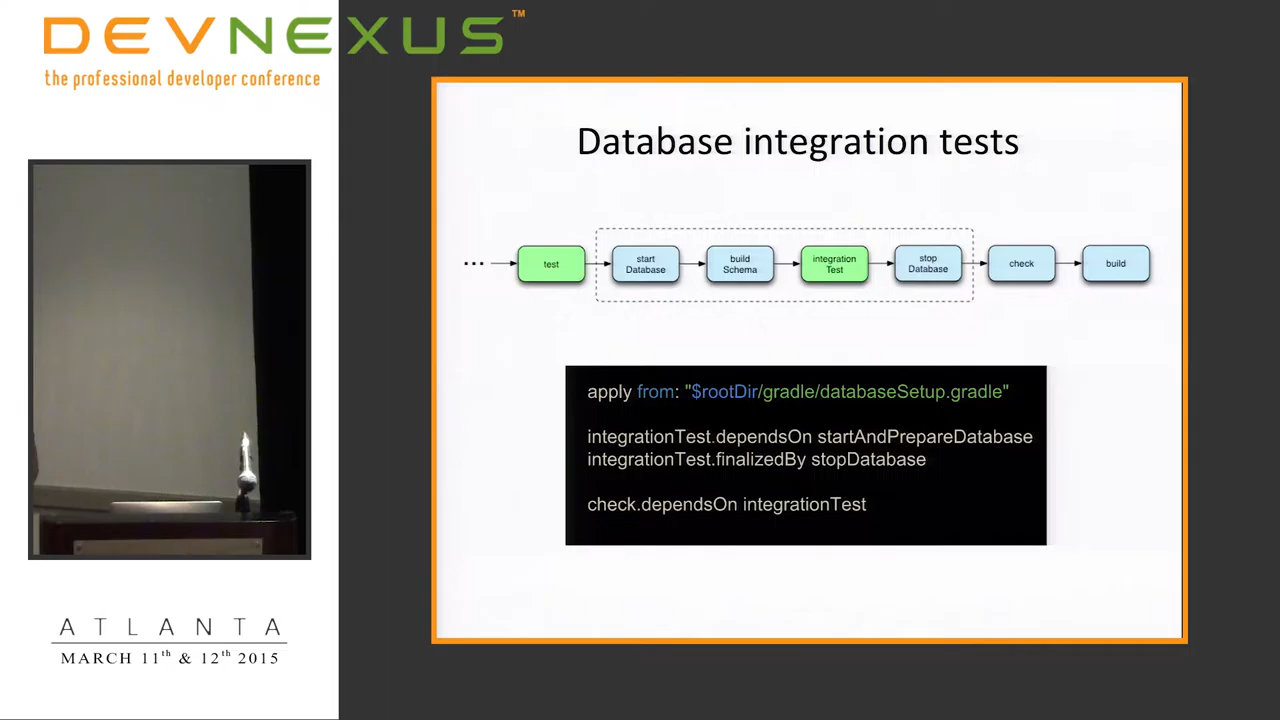 DEVNEXUS™
the professional developer conference
ATLANTA
MARCH 11th & 12th 2015
Database integration tests
... test start Database build Schema integration Test stop Database check build
apply from: "$rootDir/gradle/databaseSetup.gradle"
integrationTest.dependsOn startAndPrepareDatabase
integrationTest.finalizedBy stopDatabase
check.dependsOn integrationTest